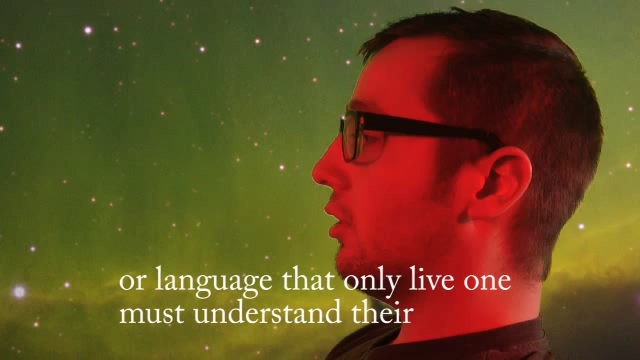 or language that only live one
must understand their